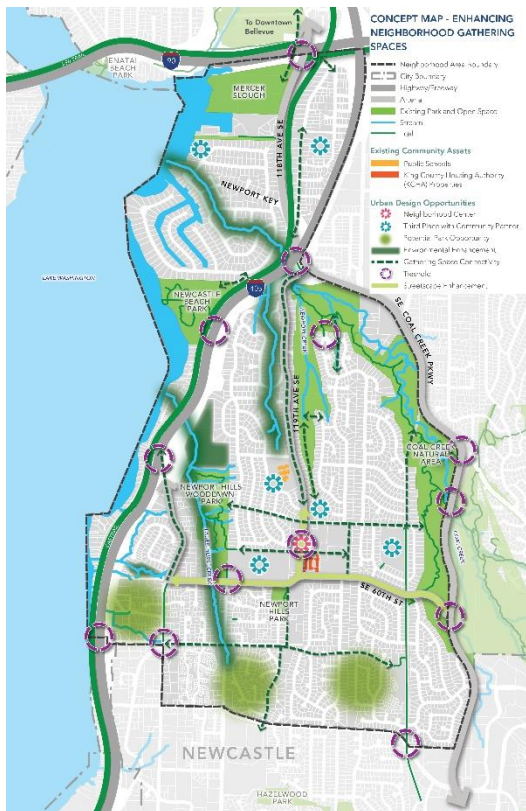 CONCEPT MAP - ENHANCING
NEIGHBORHOOD GATHERING
SPACES
Neighborhood Area Boundary
City Boundary
Highway/Freeway
Arterial
Existing Park and Open Space
Streams
Trail
Existing Community Assets
Public Schools
King County Housing Authority
(KCHA) Properties
Urban Design Opportunities
Neighborhood Center
Third Place with Community Partner
Potential Park Opportunity
Environmental Enhancement
Gathering Space Connectivity
Threshold
Streetscape Enhancement
To Downtown
Bellevue
ENATAI
BEACH
PARK
90
MERCER
SLOUGH
118TH AVE SE
NEWPORT KEY
LAKE WASHINGTON
405
NEWCASTLE
BEACH
PARK
SE COAL CREEK PKWY
119TH AVE SE
COAL CREEK
NATURAL
AREA
NEWPORT HILLS
WOODLAWN
PARK
SE 60TH ST
NEWPORT
HILLS
PARK
NEWCASTLE
HAZELWOOD
PARK